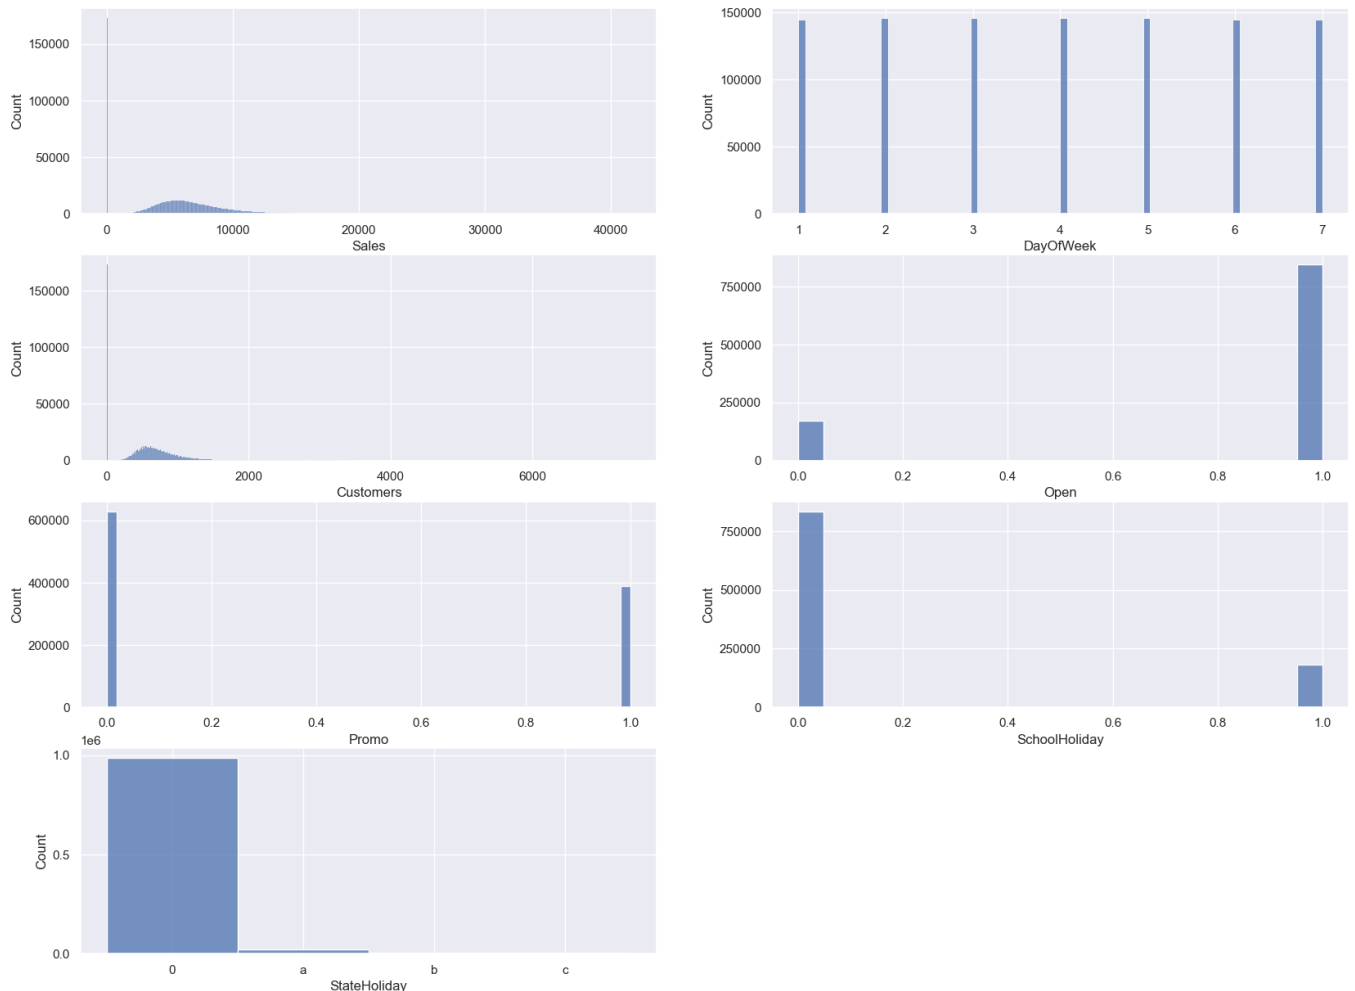 150000
100000
50000
0
Count
0 10000 20000 30000 40000
Sales
150000
100000
50000
0
Count
1 2 3 4 5 6 7
DayOfWeek
150000
100000
50000
0
Count
0 2000 4000 6000
Customers
750000
500000
250000
0
Count
0.0 0.2 0.4 0.6 0.8 1.0
Open
600000
400000
200000
0
Count
0.0 0.2 0.4 0.6 0.8 1.0
Promo
750000
500000
250000
0
Count
0.0 0.2 0.4 0.6 0.8 1.0
SchoolHoliday
1e6
1.0
0.5
0.0
Count
0 a b c
StateHoliday